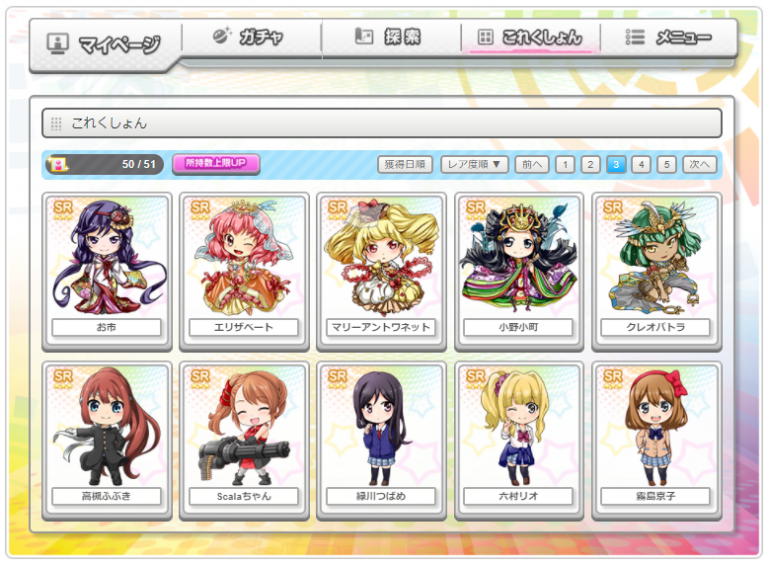 マイページ
ガチャ
探索
これくしょん
メニュー
これくしょん
50 / 51
所持数上限UP
獲得日順
レア度順 ▼
前へ
1
2
3
4
5
次へ
SR
SR
SR
SR
SR
お市
エリザベート
マリーアントワネット
小野小町
クレオパトラ
SR
SR
SR
SR
SR
高槻ふぶき
Scalaちゃん
緑川つばめ
六村リオ
霧島京子